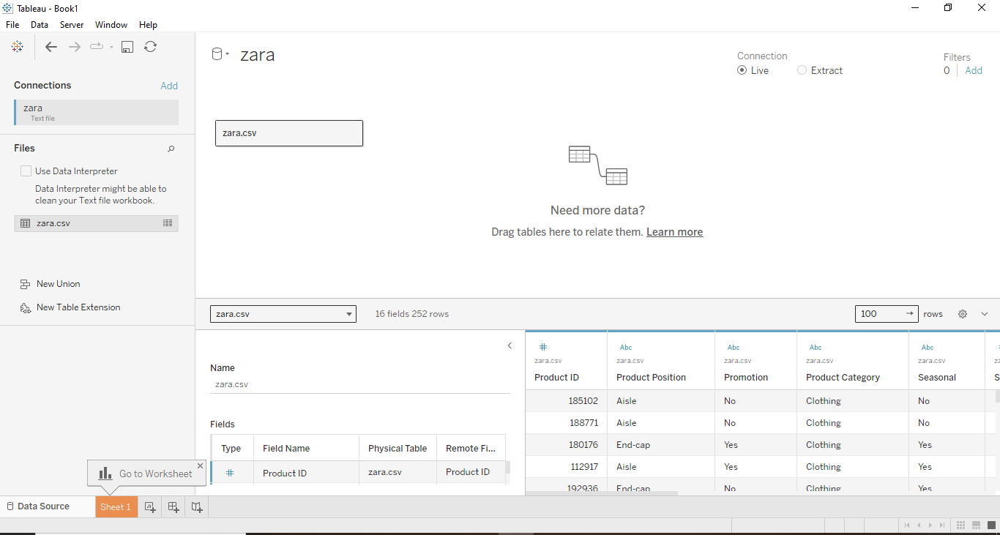 Tableau - Book1
File Data Server Window Help
Connections Add
zara
Text file
Files
Use Data Interpreter
Data Interpreter might be able to
clean your Text file workbook.
zara.csv
New Union
New Table Extension
zara
Connection
Live Extract
Filters
0 Add
zara.csv
Need more data?
Drag tables here to relate them. Learn more
zara.csv 16 fields 252 rows 100 rows
Name
zara.csv
Fields
Type Field Name Physical Table Remote Fi...
# Product ID zara.csv Product ID
# Abc Abc Abc Abc
zara.csv zara.csv zara.csv zara.csv zara.csv
Product ID Product Position Promotion Product Category Seasonal
185102 Aisle No Clothing No
188771 Aisle No Clothing No
180176 End-cap Yes Clothing Yes
112917 Aisle Yes Clothing Yes
192936 End-cap No Clothing Yes
Go to Worksheet
Data Source Sheet 1